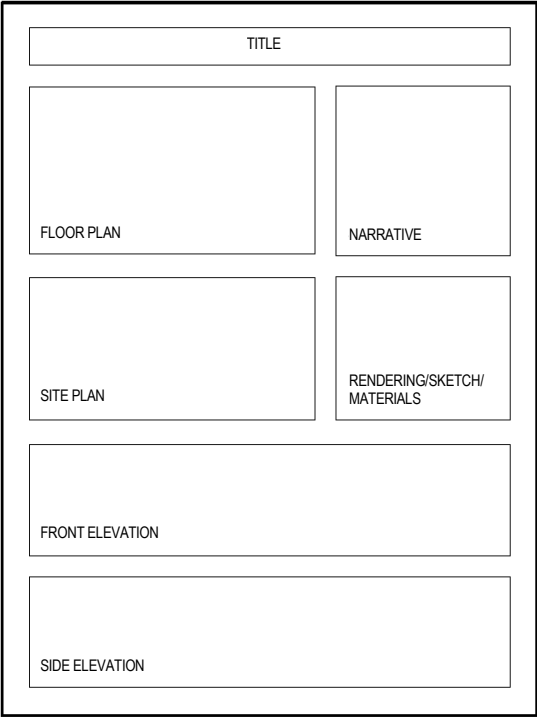 TITLE
FLOOR PLAN
NARRATIVE
SITE PLAN
RENDERING/SKETCH/
MATERIALS
FRONT ELEVATION
SIDE ELEVATION